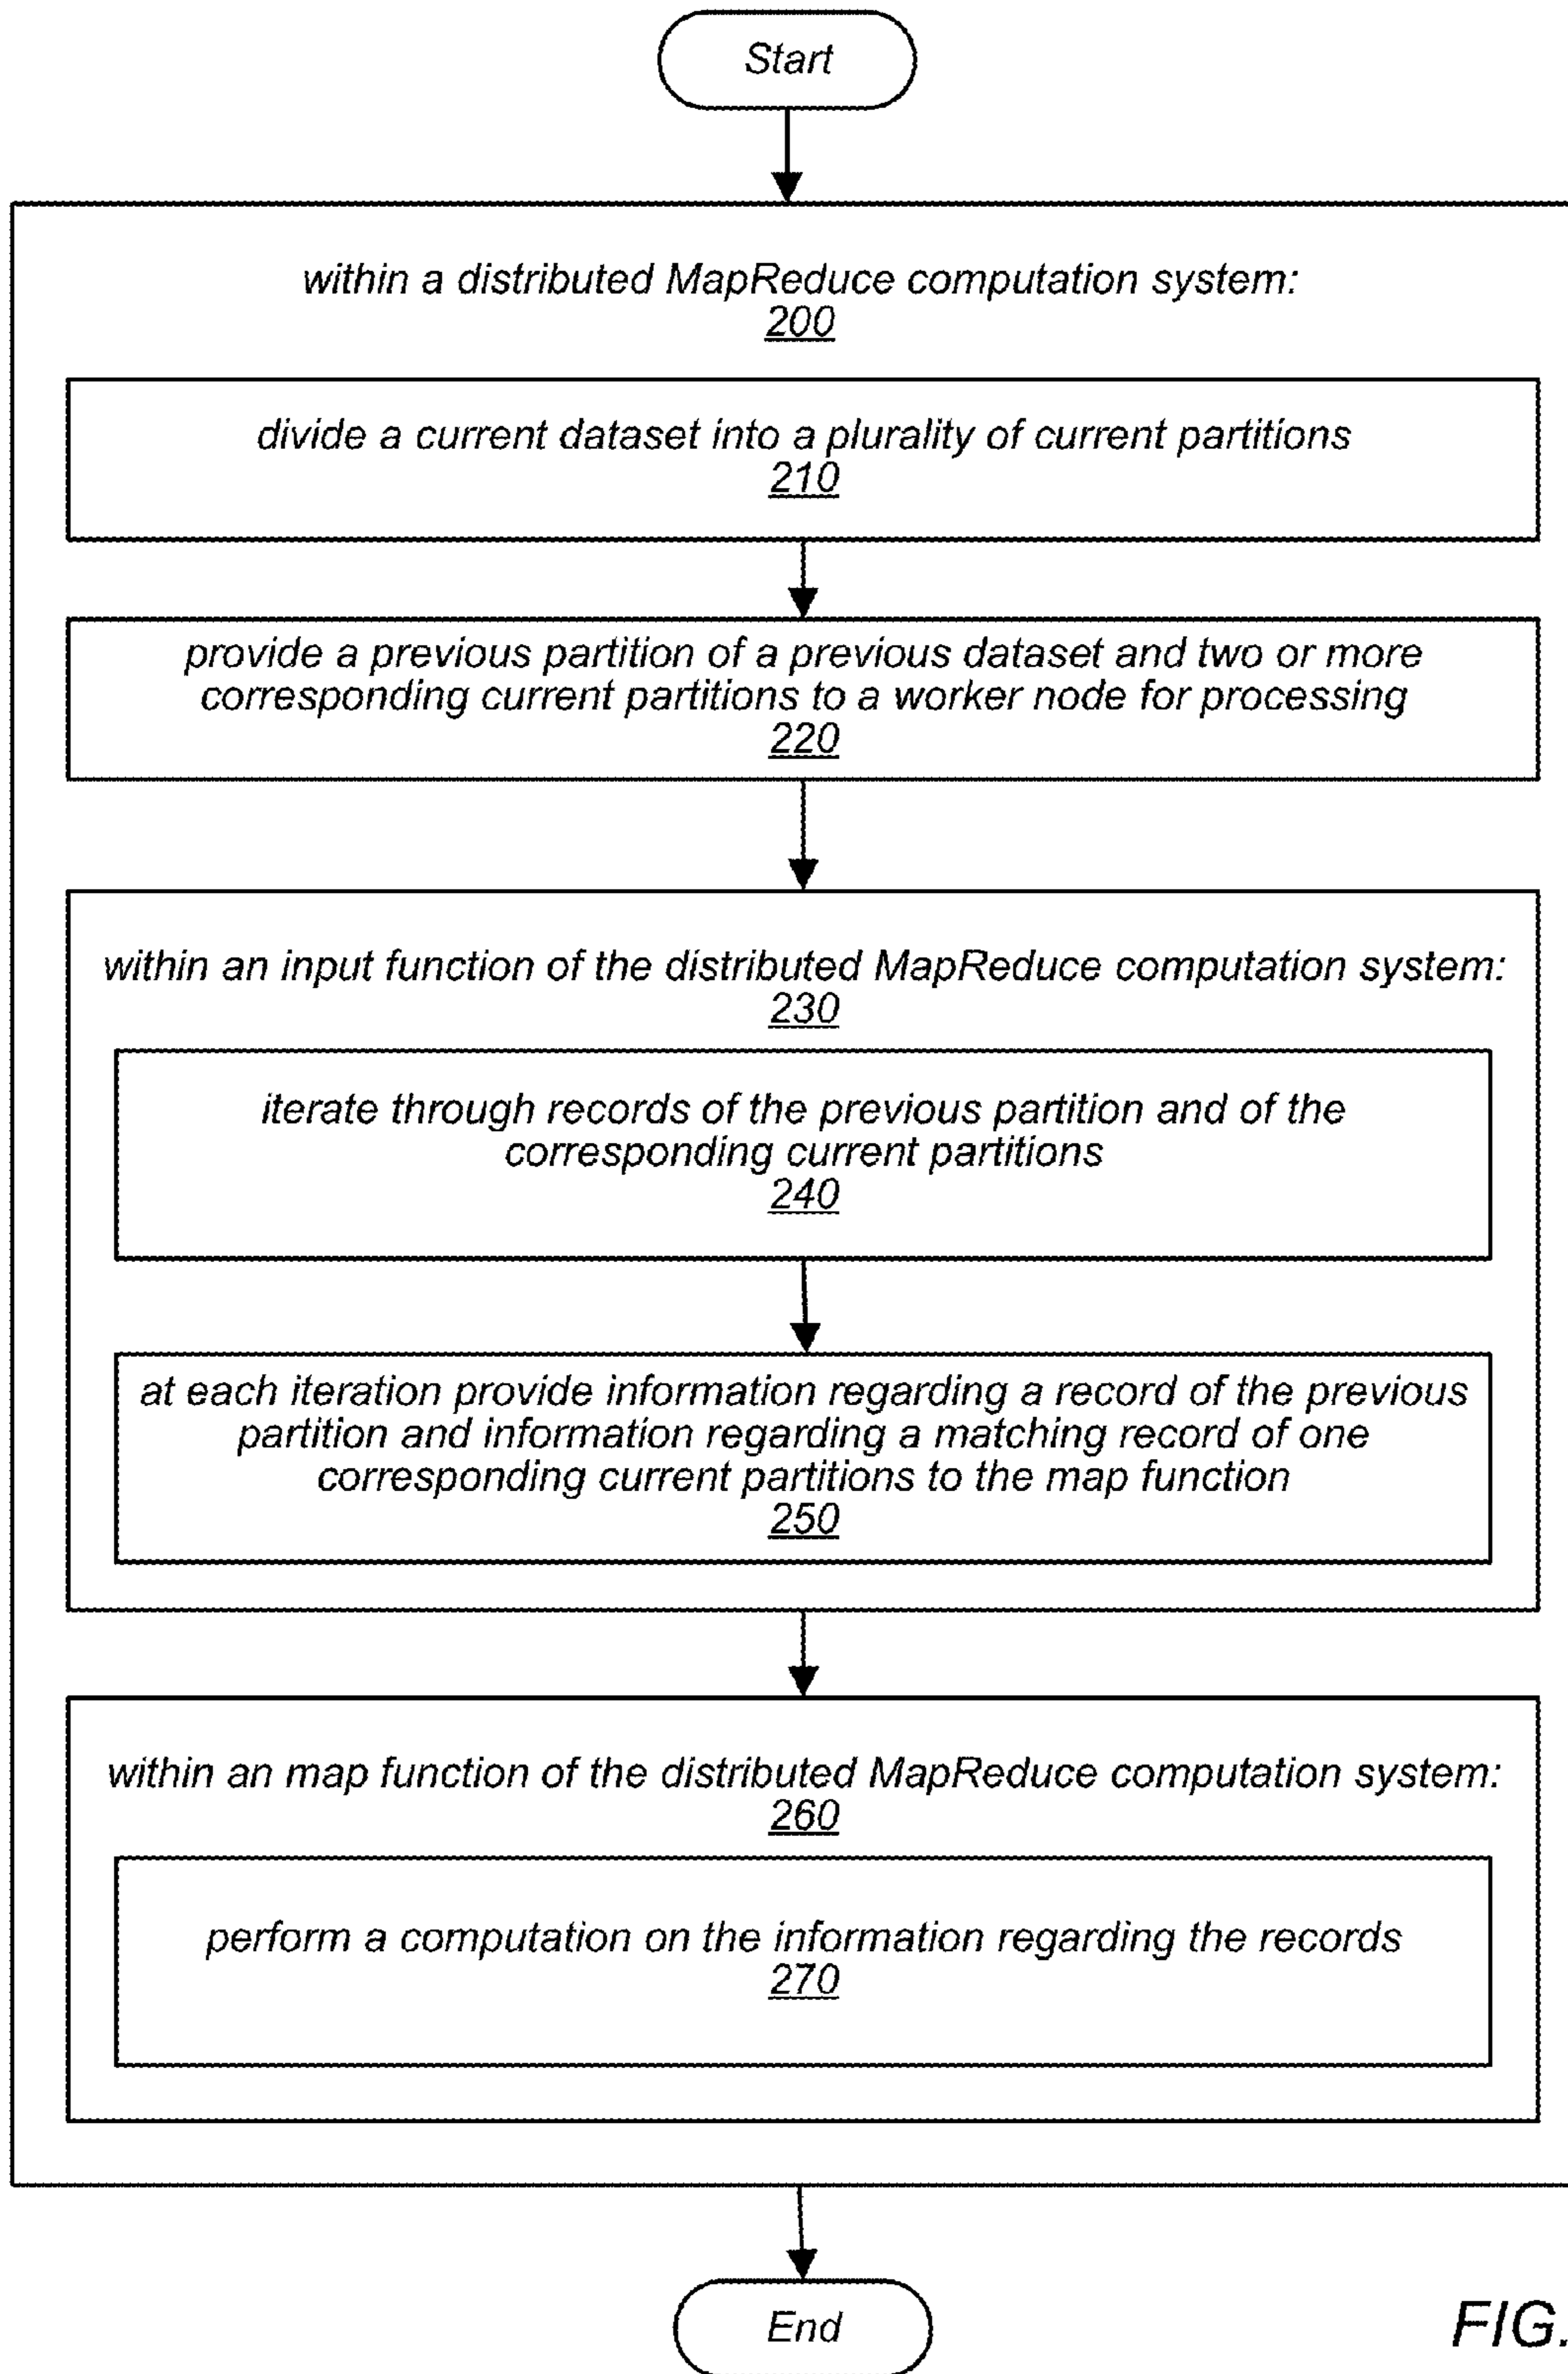 Start
within a distributed MapReduce computation system:
200
divide a current dataset into a plurality of current partitions
210
provide a previous partition of a previous dataset and two or more
corresponding current partitions to a worker node for processing
220
within an input function of the distributed MapReduce computation system:
230
iterate through records of the previous partition and of the
corresponding current partitions
240
at each iteration provide information regarding a record of the previous
partition and information regarding a matching record of one
corresponding current partitions to the map function
250
within an map function of the distributed MapReduce computation system:
260
perform a computation on the information regarding the records
270
End
FIG.